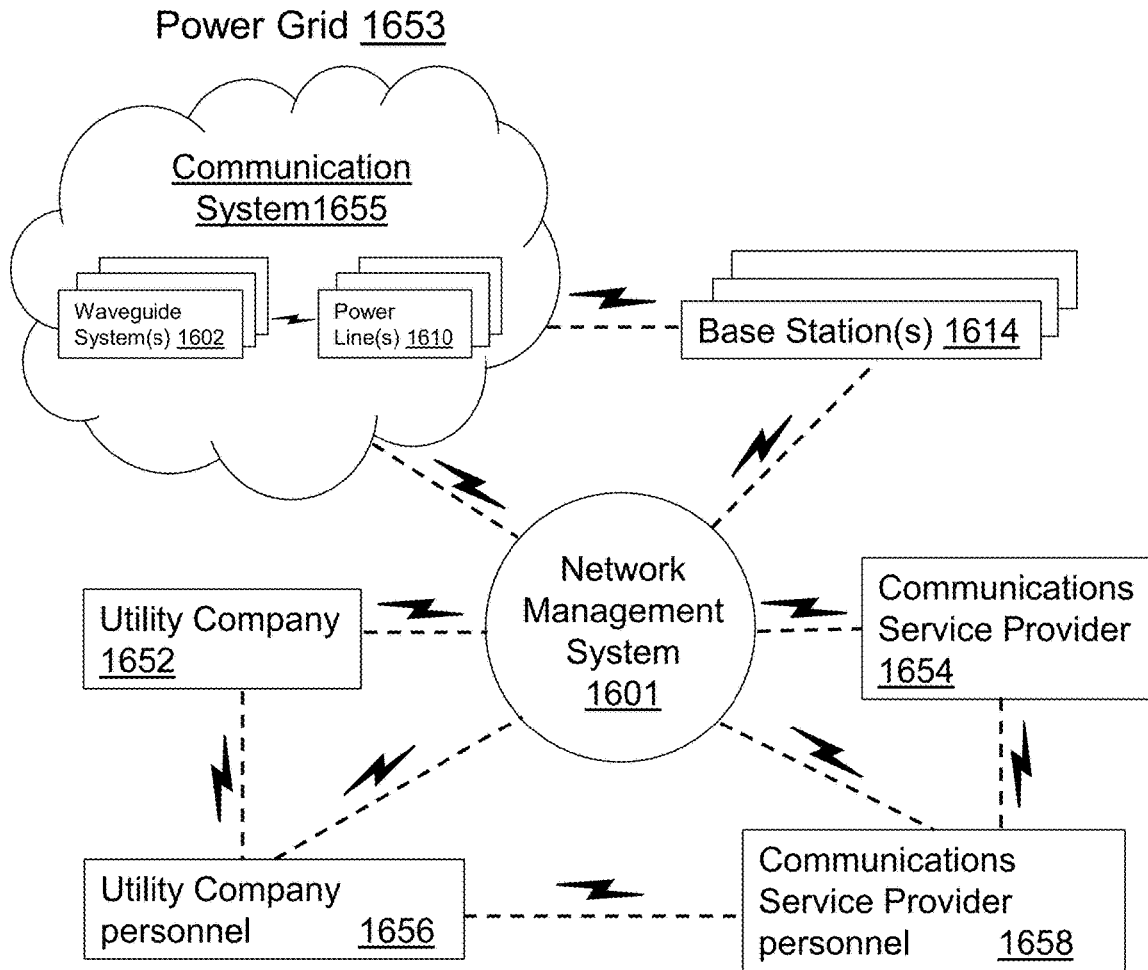 Power Grid 1653
Communication
System1655
Waveguide
System(s) 1602
Power
Line(s) 1610
Base Station(s) 1614
Network
Management
System
1601
Communications
Service Provider
1654
Utility Company
1652
Utility Company
personnel 1656
Communications
Service Provider
personnel 1658